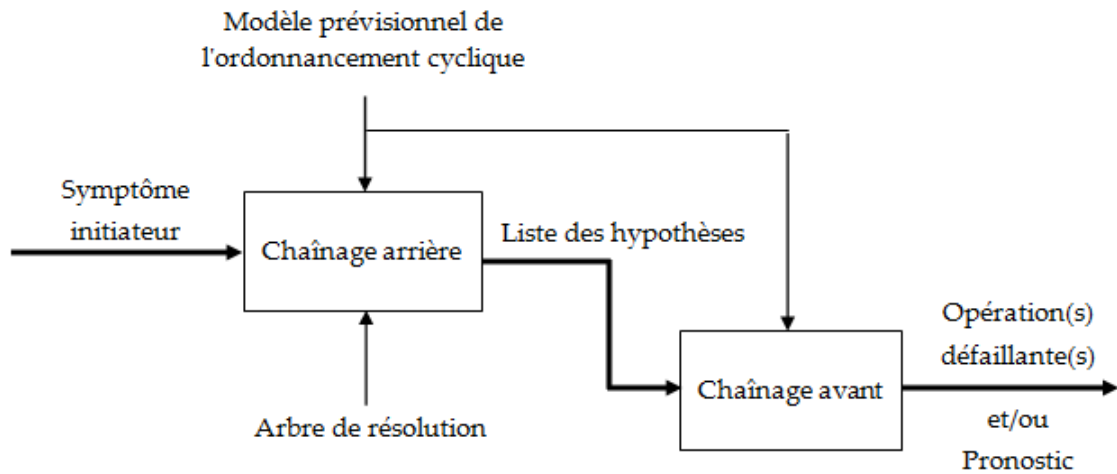 Modèle prévisionnel de
l'ordonnancement cyclique
Symptôme
initiateur
Chaînage arrière
Liste des hypothèses
Arbre de résolution
Chaînage avant
Opération(s)
défaillante(s)
et/ou
Pronostic